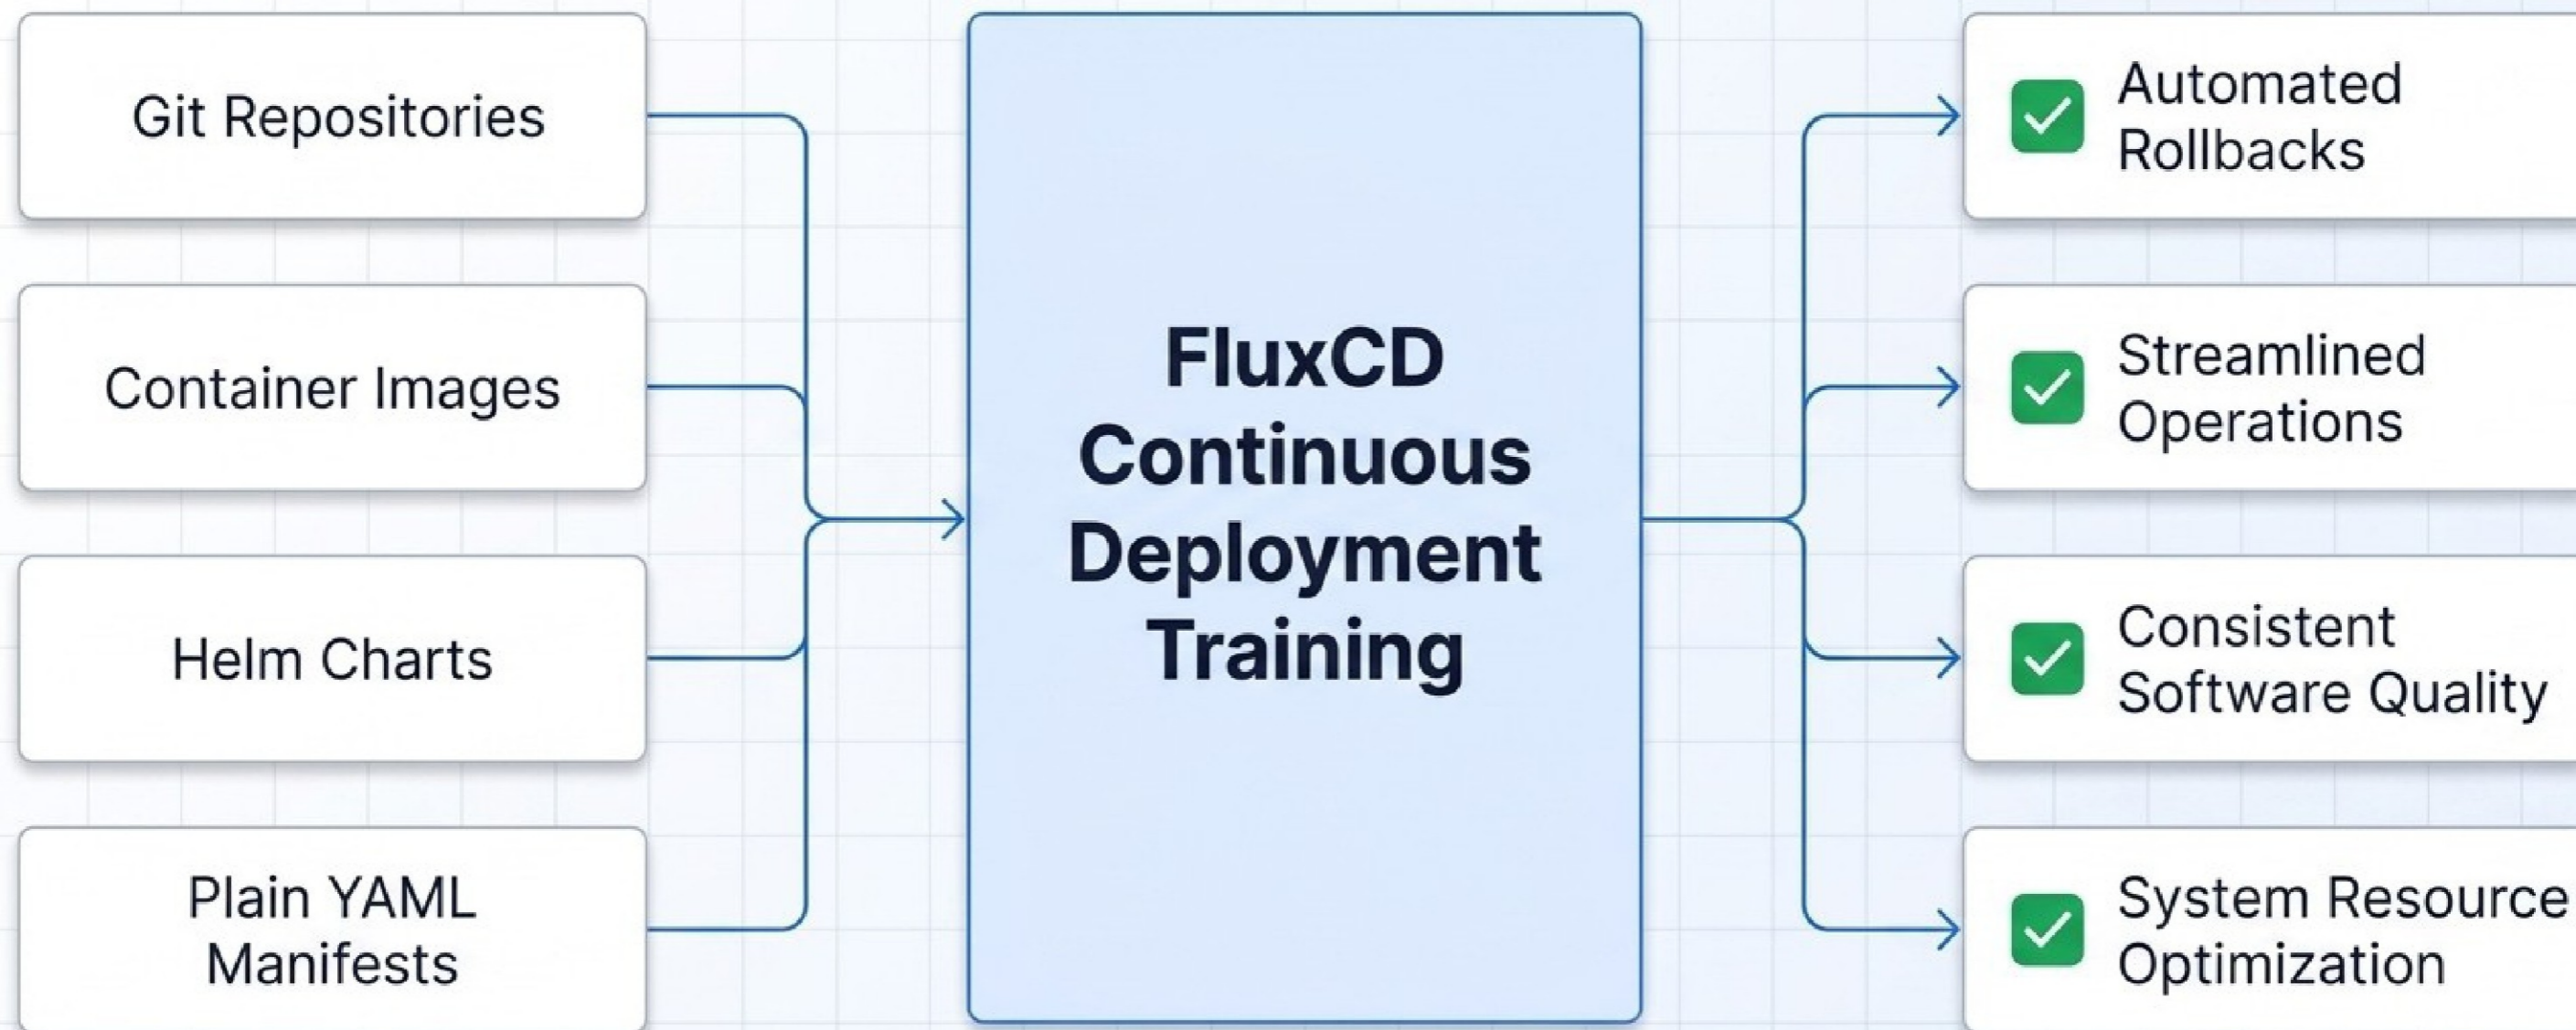 Git Repositories
Container Images
Helm Charts
Plain YAML
Manifests
FluxCD
Continuous
Deployment
Training
Automated
Rollbacks
Streamlined
Operations
Consistent
Software Quality
System Resource
Optimization